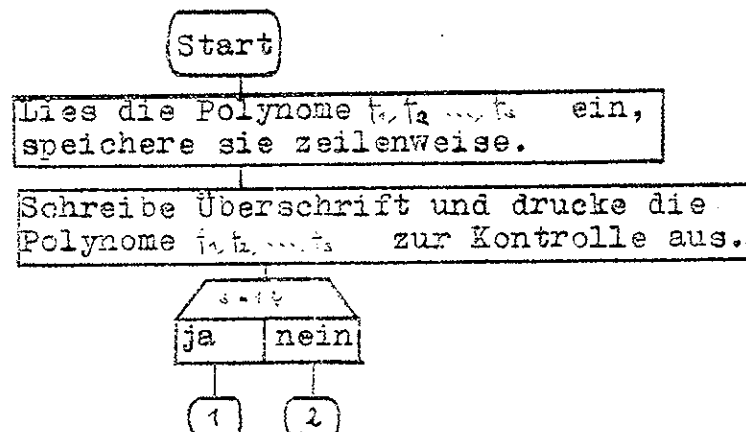 Start
Lies die Polynome f₁, f₂ ..., fₛ ein,
speichere sie zeilenweise.
Schreibe Überschrift und drucke die
Polynome f₁, f₂, ..., fₛ zur Kontrolle aus.
ja nein
1 2